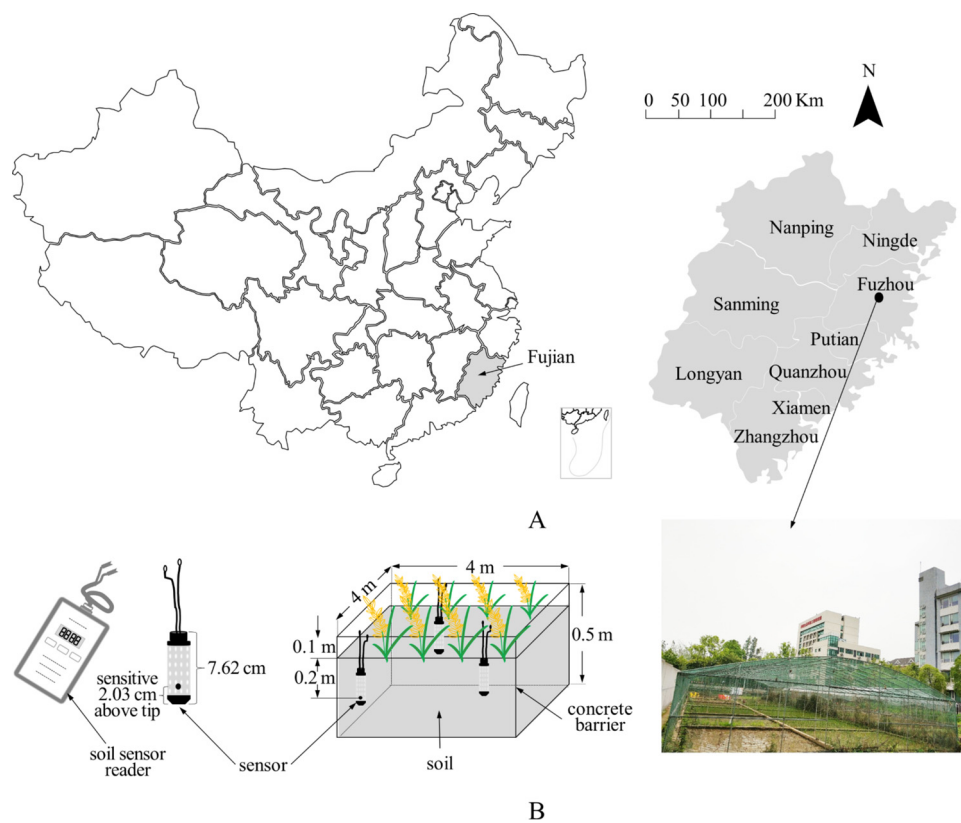 N
0 50 100 200 Km
Nanping
Ningde
Fuzhou
Sanming
Putian
Fujian
Longyan
Quanzhou
Xiamen
Zhangzhou
A
4 m
4 m
0.5 m
0.1 m
0.2 m
7.62 cm
sensitive
2.03 cm
above tip
concrete
barrier
soil sensor
reader
sensor
soil
B